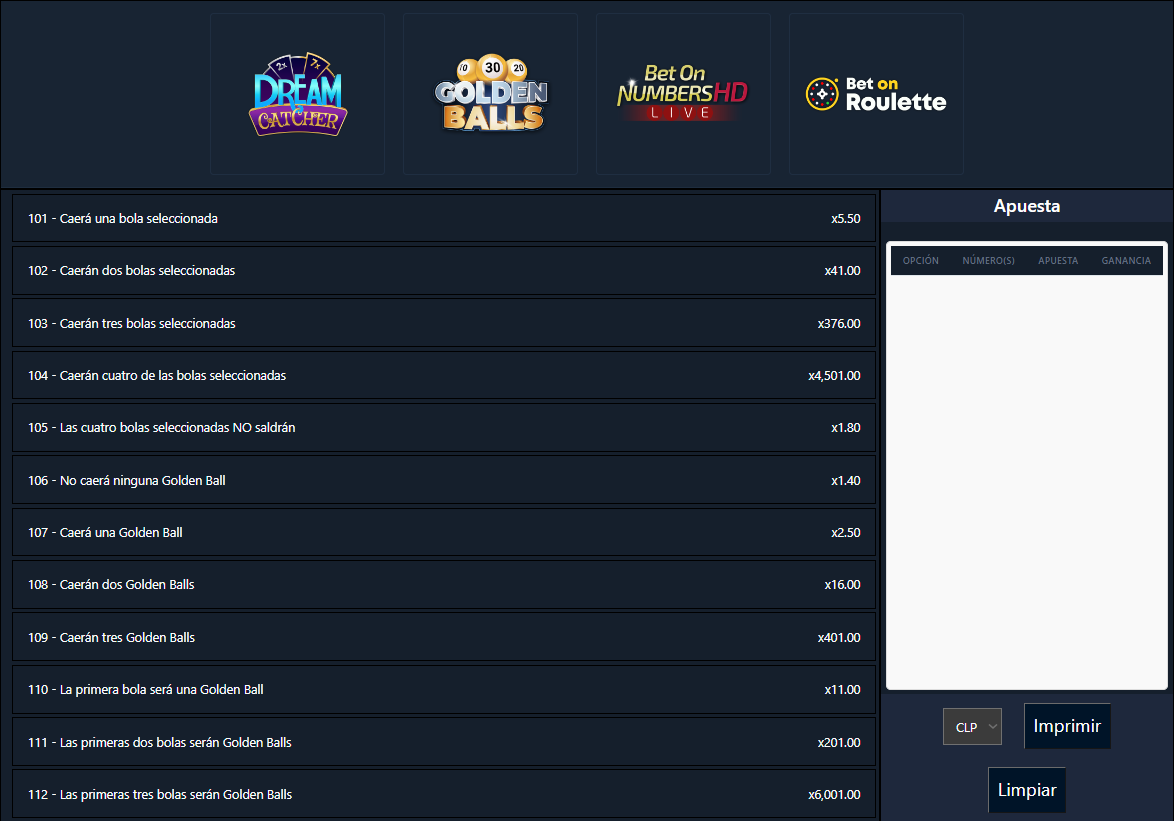 2x 7x
DREAM
CATCHER
10 30 20
GOLDEN
BALLS
Bet On
NUMBERSHD
LIVE
Bet on
Roulette
101 - Caerá una bola seleccionada x5.50
102 - Caerán dos bolas seleccionadas x41.00
103 - Caerán tres bolas seleccionadas x376.00
104 - Caerán cuatro de las bolas seleccionadas x4,501.00
105 - Las cuatro bolas seleccionadas NO saldrán x1.80
106 - No caerá ninguna Golden Ball x1.40
107 - Caerá una Golden Ball x2.50
108 - Caerán dos Golden Balls x16.00
109 - Caerán tres Golden Balls x401.00
110 - La primera bola será una Golden Ball x11.00
111 - Las primeras dos bolas serán Golden Balls x201.00
112 - Las primeras tres bolas serán Golden Balls x6,001.00
Apuesta
OPCIÓN NÚMERO(S) APUESTA GANANCIA
CLP Imprimir
Limpiar